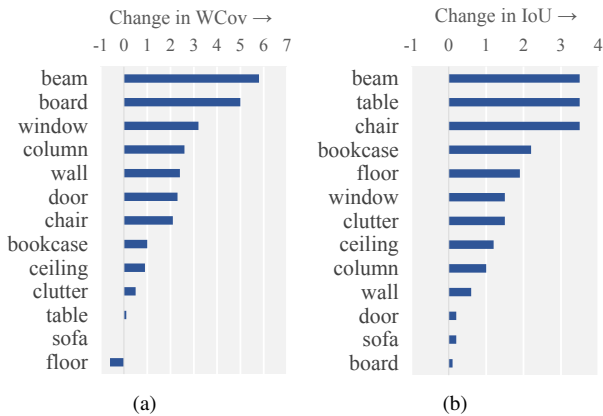 Change in WCov →
-1 0 1 2 3 4 5 6 7
beam
board
window
column
wall
door
chair
bookcase
ceiling
clutter
table
sofa
floor
(a)
Change in IoU →
-1 0 1 2 3 4
beam
table
chair
bookcase
floor
window
clutter
ceiling
column
wall
door
sofa
board
(b)